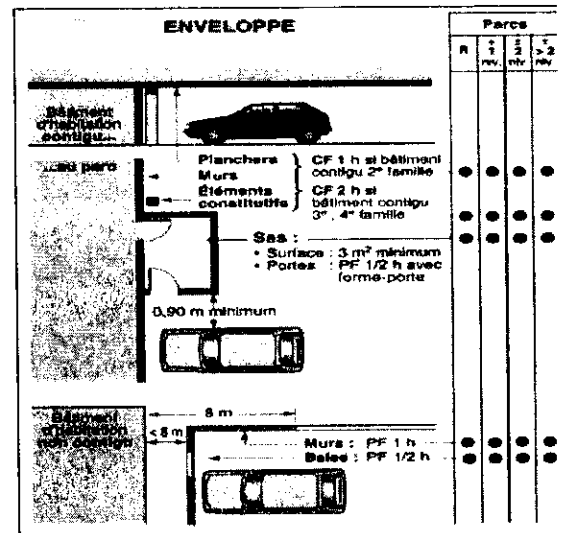 ENVELOPPE
Parcs
R
+ 1 niv.
± 2 niv.
> 2 niv
Bâtiment
d'habitation
contigu...
...au parc
Planchers
Murs
Éléments
constitutifs
CF 1 h si bâtiment
contigu 2e famille
CF 2 h si
bâtiment contigu
3e, 4e famille
Sas :
• Surface : 3 m² minimum
• Portes : PF 1/2 h avec
ferme-porte
0,90 m minimum
Bâtiment
d'habitation
non contigu
8 m
< 8 m
Murs : PF 1 h
Baies : PF 1/2 h